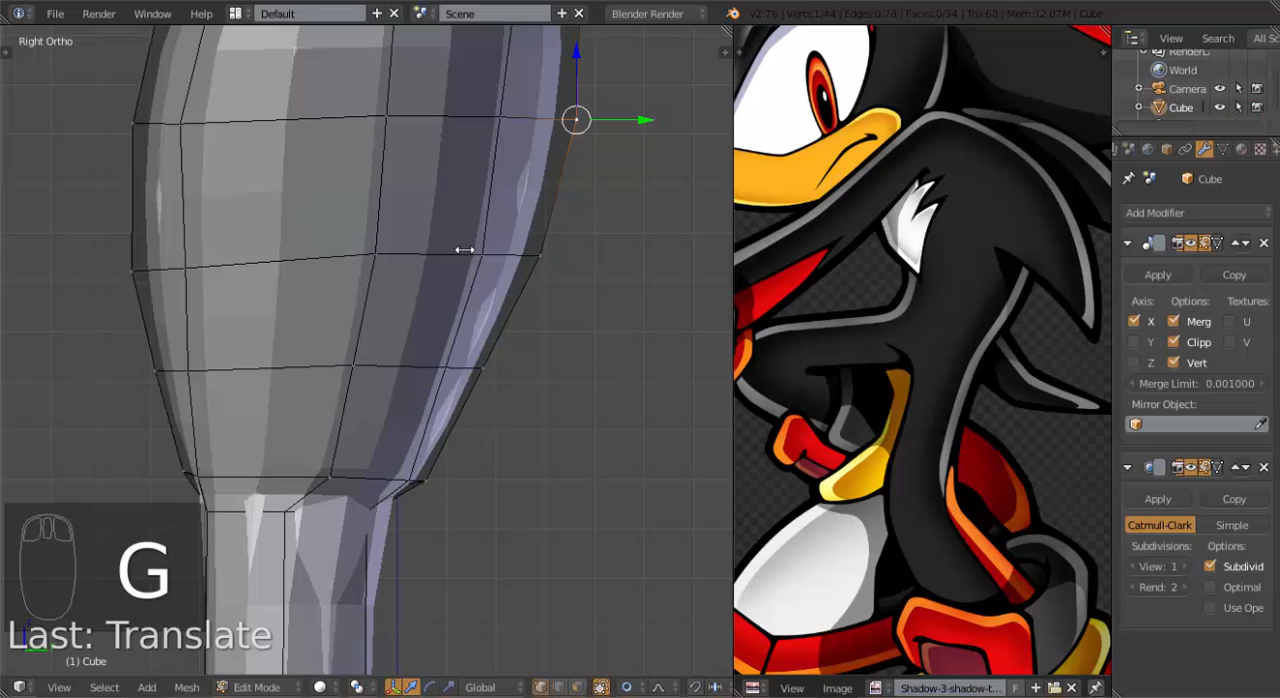 File Render Window Help Default Scene Blender Render v2.76 | Verts:1/44 | Edges:0/78 | Faces:0/34 | Tris:68 | Mem:32.07M | Cube
Right Ortho
View Search All Sc
RenderL
World
Camera
Cube
Cube
Add Modifier
Apply Copy
Axis: Options: Textures:
X Merg U
Y Clipp V
Z Vert
Merge Limit: 0.001000
Mirror Object:
Apply Copy
Catmull-Clark Simple
Subdivisions: Options:
View: 1 Subdivid
Rend: 2 Optimal
Use Ope
G
Last: Translate
(1) Cube
View Select Add Mesh Edit Mode Global
View Image Shadow-3-shadow-t... F